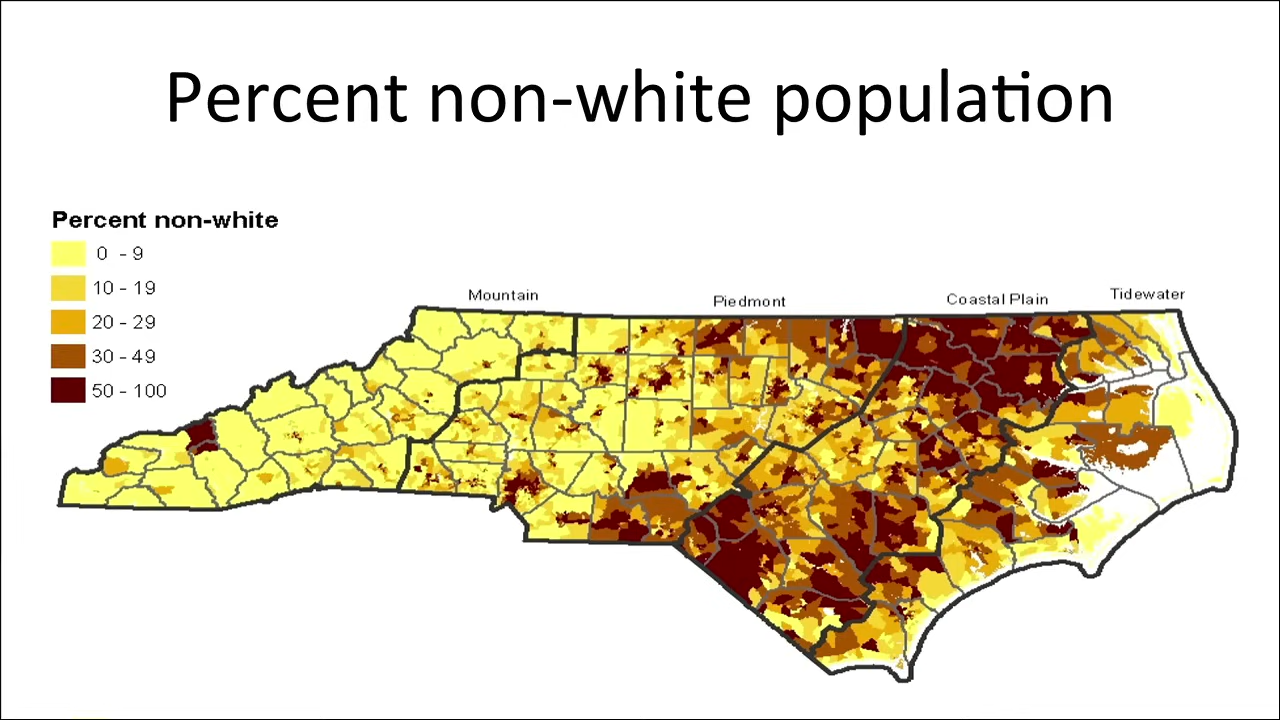 Percent non-white population
Percent non-white
0 - 9
10 - 19
20 - 29
30 - 49
50 - 100
Mountain
Piedmont
Coastal Plain
Tidewater